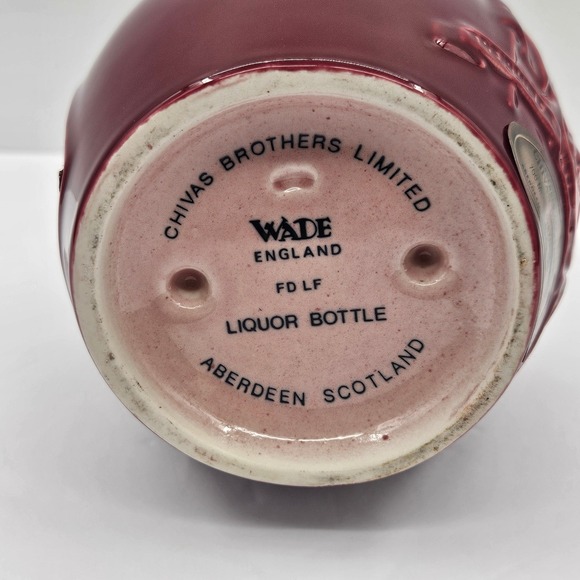 CHIVAS BROTHERS LIMITED
WADE
ENGLAND
FD LF
LIQUOR BOTTLE
ABERDEEN SCOTLAND